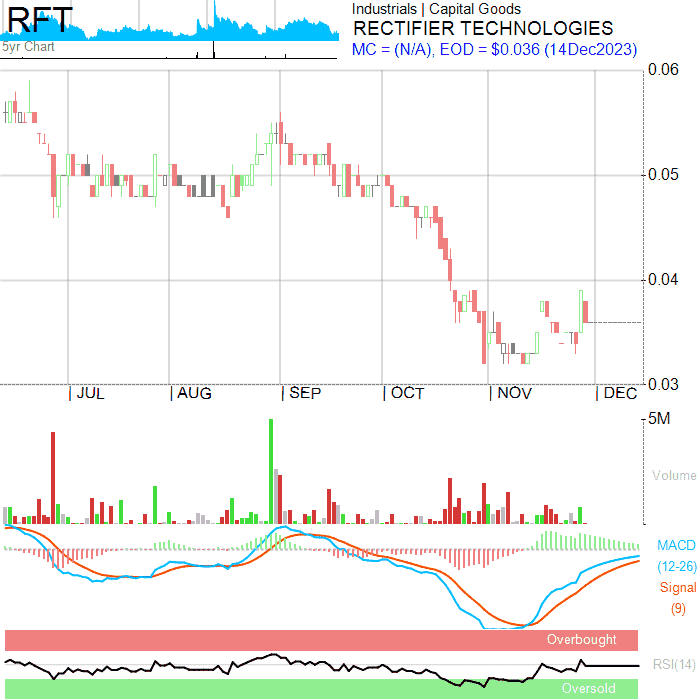 RFT
5yr Chart
Industrials | Capital Goods
RECTIFIER TECHNOLOGIES
MC = (N/A), EOD = $0.036 (14Dec2023)
0.06
0.05
0.04
0.03
| JUL | AUG | SEP | OCT | NOV | DEC
5M
Volume
MACD
(12-26)
Signal
(9)
Overbought
RSI(14)
Oversold